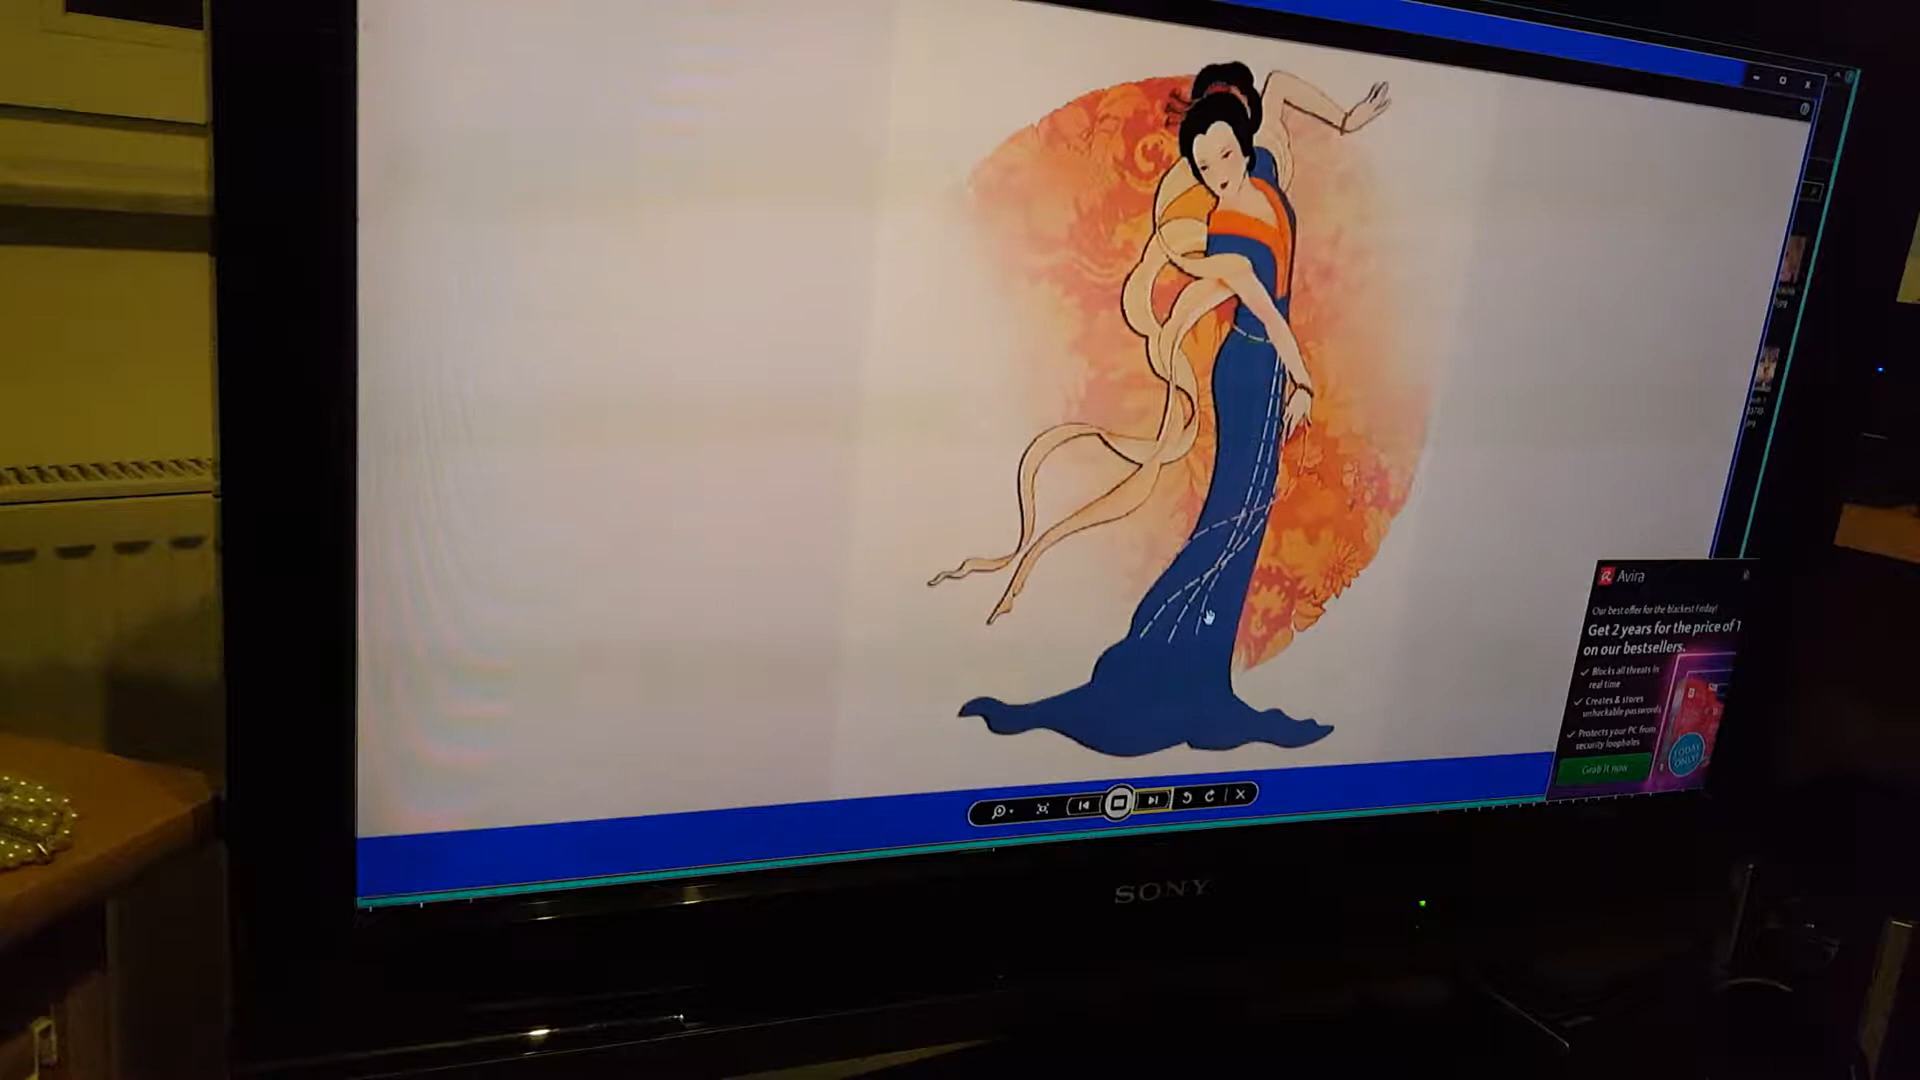 Avira
Our best offer for the blackest Friday!
Get 2 years for the price of 1
on our bestsellers.
✓ Blocks all threats in
real time
✓ Creates & stores
unhackable passwords
✓ Protects your PC from
security loopholes
TODAY
ONLY!
Grab it now
SONY